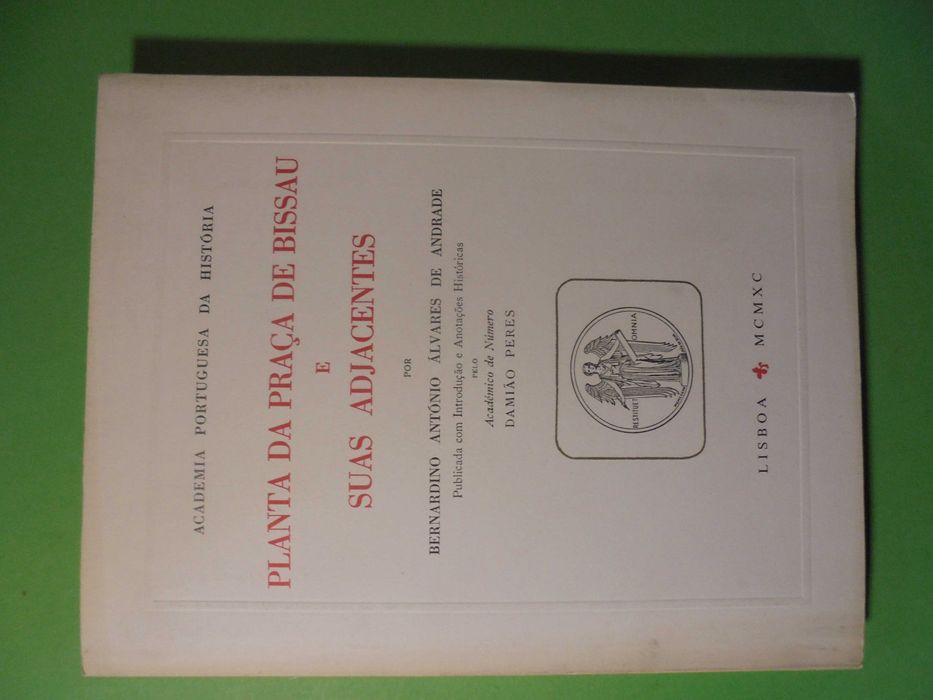 ACADEMIA PORTUGUESA DA HISTÓRIA
PLANTA DA PRAÇA DE BISSAU
E
SUAS ADJACENTES
POR
BERNARDINO ANTÓNIO ÁLVARES DE ANDRADE
Publicada com Introdução e Anotações Históricas
PELO
Académico de Número
DAMIÃO PERES
RESTITUET OMNIA
LISBOA MCMXC